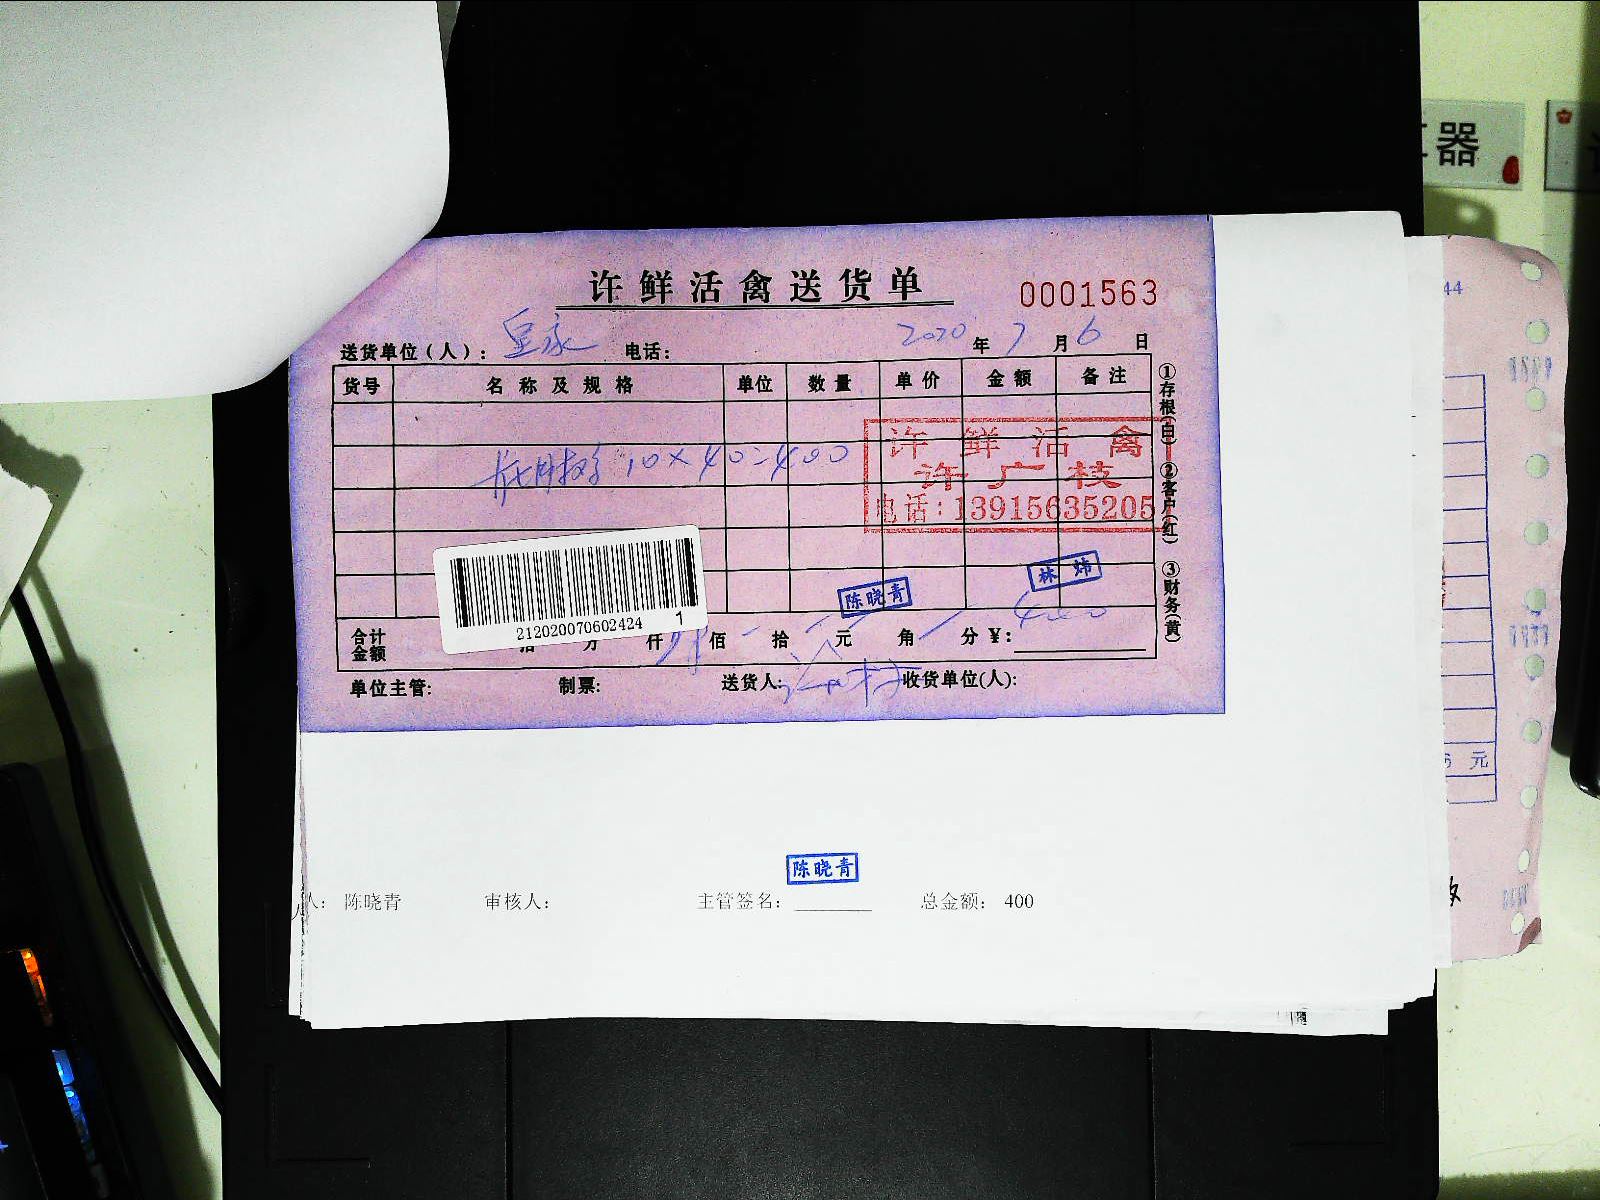 器
许鲜活禽送货单
0001563
44
送货单位(人): 电话: 2020 年 7 月 6 日
货号 名称及规格 单位 数量 单价 金额 备注
10×40=400
许鲜活禽
许广枝
电话:13915635205
①存根(白) ②客户(红) ③财务(黄)
212020070602424 1
陈晓青
林炜
合计金额 拾 万 仟 佰 拾 元 角 分 ¥: 400
单位主管: 制票: 送货人: 收货单位(人):
元
陈晓青
人: 陈晓青 审核人: 主管签名: 总金额: 400